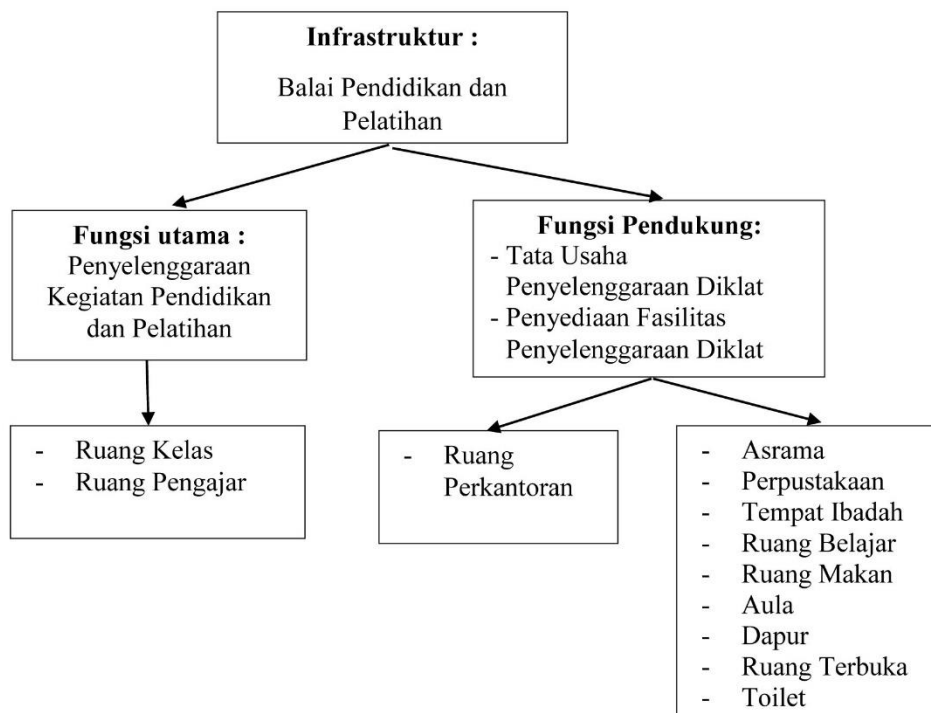 Infrastruktur :
Balai Pendidikan dan
Pelatihan
Fungsi utama :
Penyelenggaraan
Kegiatan Pendidikan
dan Pelatihan
Fungsi Pendukung:
- Tata Usaha
Penyelenggaraan Diklat
- Penyediaan Fasilitas
Penyelenggaraan Diklat
- Ruang Kelas
- Ruang Pengajar
- Ruang
Perkantoran
- Asrama
- Perpustakaan
- Tempat Ibadah
- Ruang Belajar
- Ruang Makan
- Aula
- Dapur
- Ruang Terbuka
- Toilet